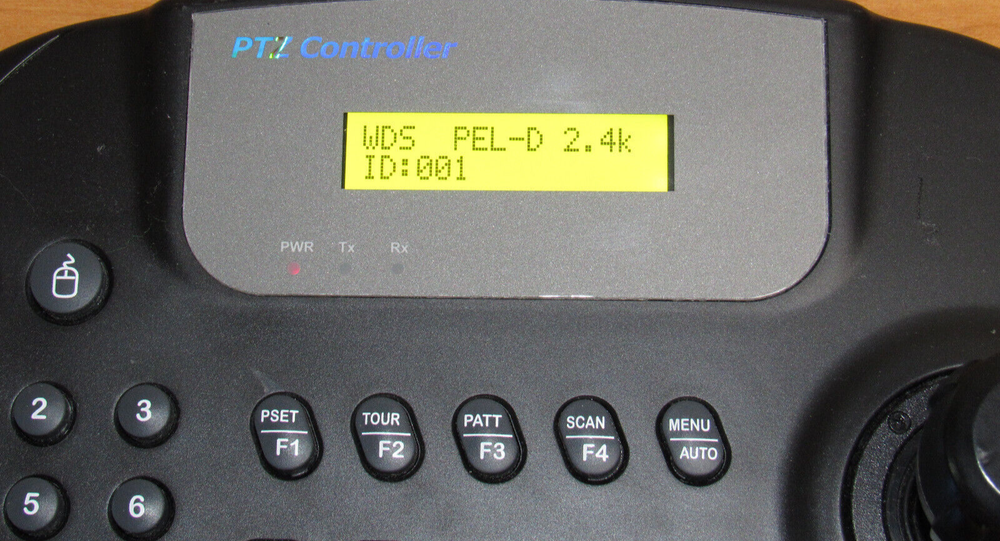 PTZ Controller
WDS PEL-D 2.4k
ID:001
PWR Tx Rx
2 3
PSET TOUR PATT SCAN MENU
F1 F2 F3 F4 AUTO
5 6